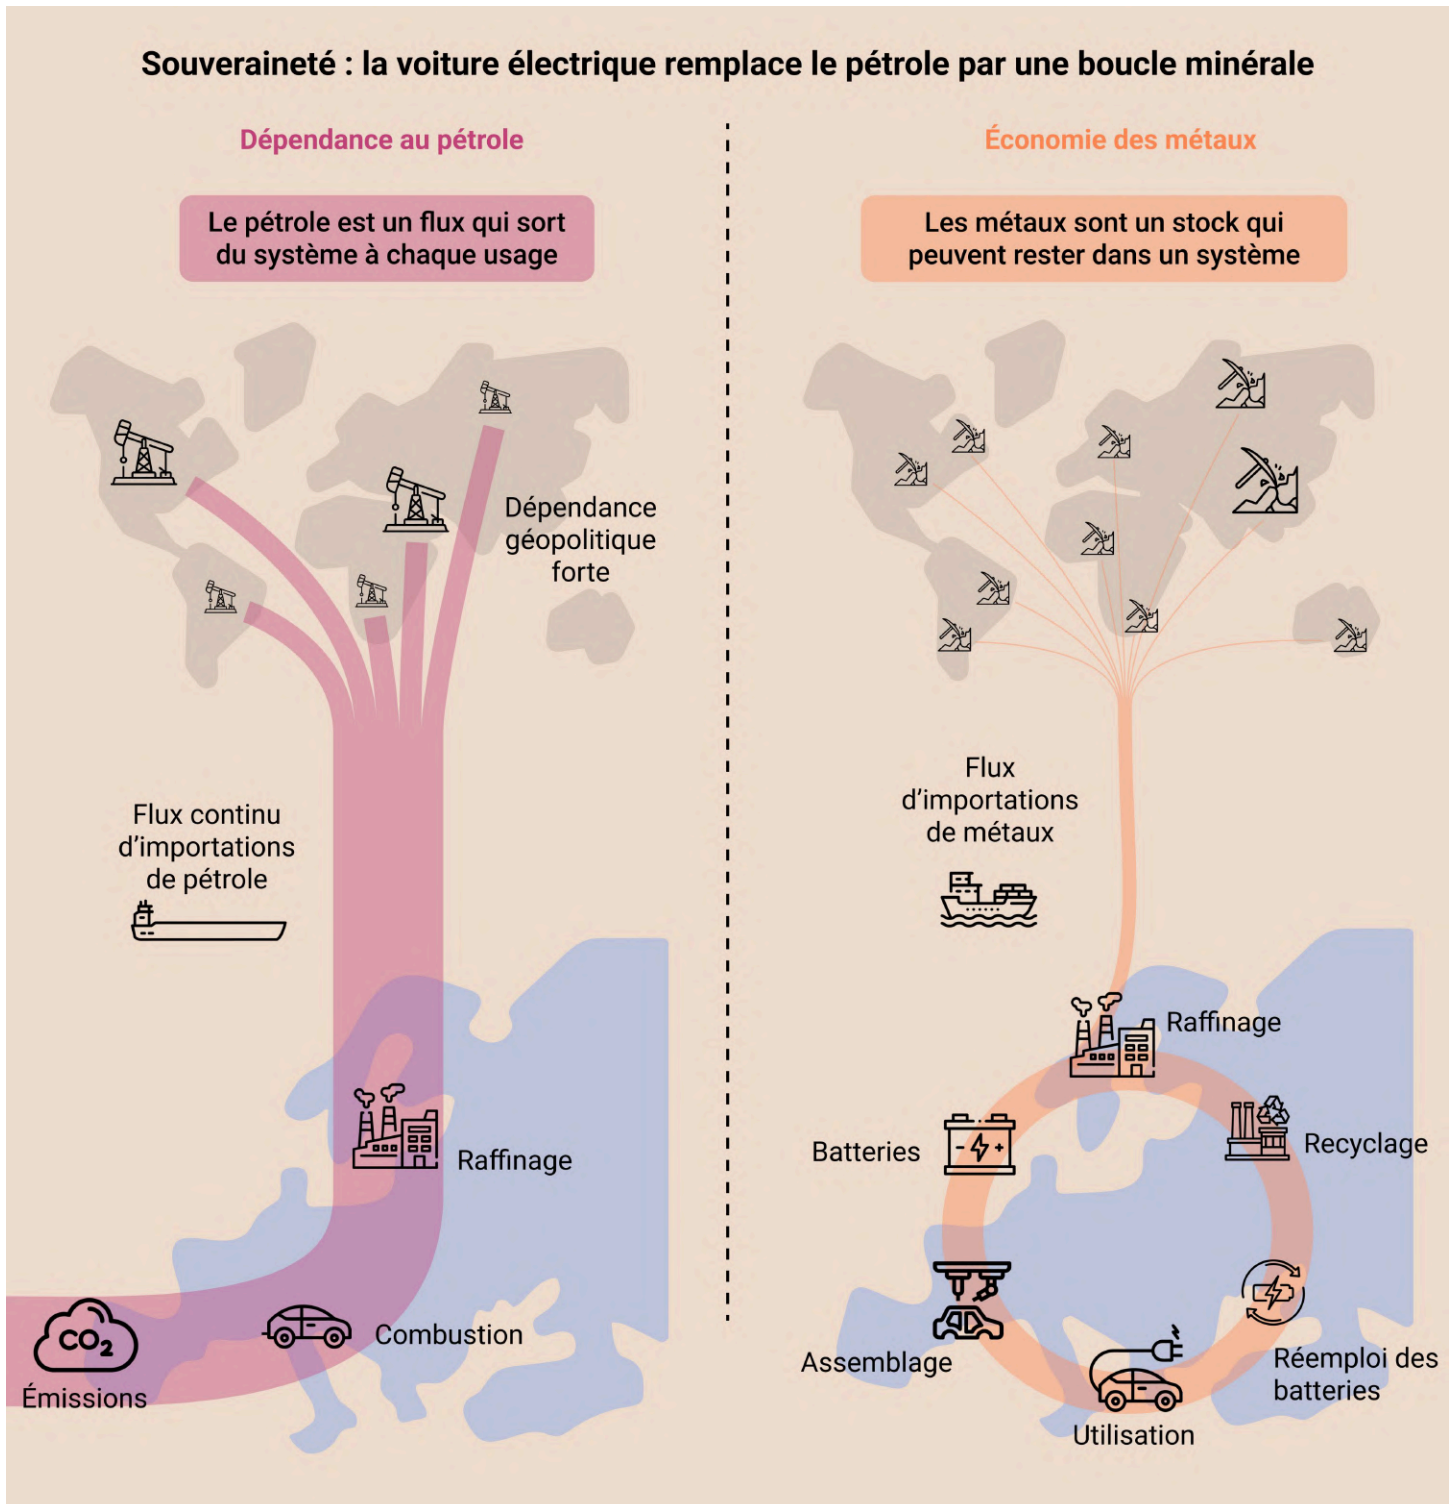 Souveraineté : la voiture électrique remplace le pétrole par une boucle minérale
Dépendance au pétrole
Le pétrole est un flux qui sort
du système à chaque usage
Dépendance
géopolitique
forte
Flux continu
d'importations
de pétrole
Raffinage
Combustion
CO2
Émissions
Économie des métaux
Les métaux sont un stock qui
peuvent rester dans un système
Flux
d'importations
de métaux
Raffinage
Recyclage
Batteries
Assemblage
Réemploi des
batteries
Utilisation